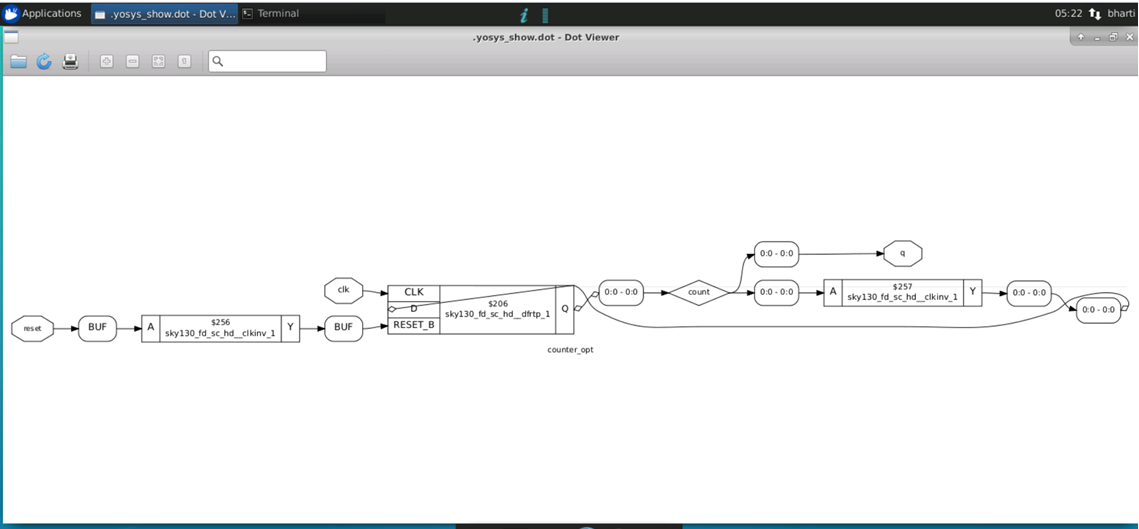 Applications
.yosys_show.dot - Dot V...
Terminal
05:22
bharti
.yosys_show.dot - Dot Viewer
reset
BUF
A
$256
sky130_fd_sc_hd__clkinv_1
Y
clk
BUF
CLK
D
RESET_B
$206
sky130_fd_sc_hd__dfrtp_1
Q
counter_opt
0:0 - 0:0
count
0:0 - 0:0
q
0:0 - 0:0
A
$257
sky130_fd_sc_hd__clkinv_1
Y
0:0 - 0:0
0:0 - 0:0